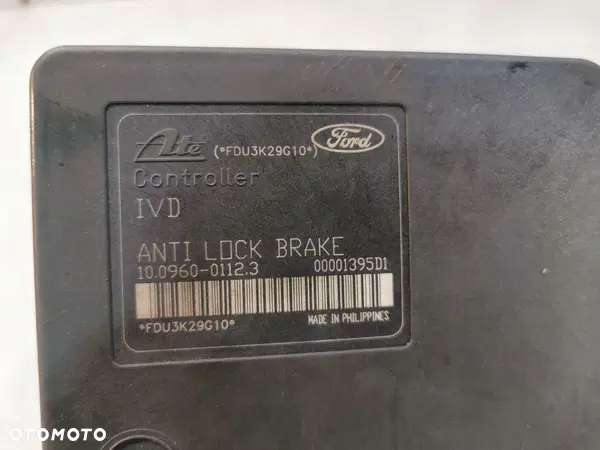 Ate (*FDU3K29G10*) Ford
Controller
IVD
ANTI LOCK BRAKE
10.0960-0112.3 00001395D1
*FDU3K29G10* MADE IN PHILIPPINES
OTOMOTO